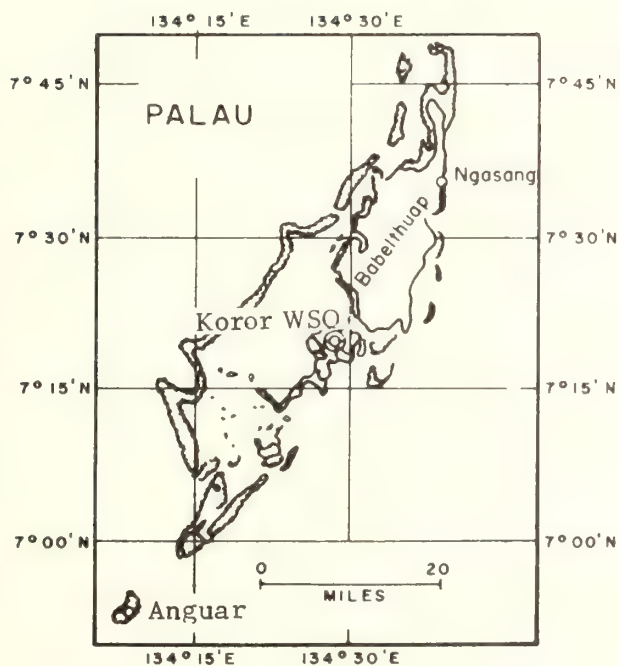 134° 15' E 134° 30' E
7° 45' N 7° 45' N
PALAU
Ngasang
7° 30' N 7° 30' N
Babelthuap
Koror WSO
7° 15' N 7° 15' N
7° 00' N 7° 00' N
0 20
MILES
Anguar
134° 15' E 134° 30' E